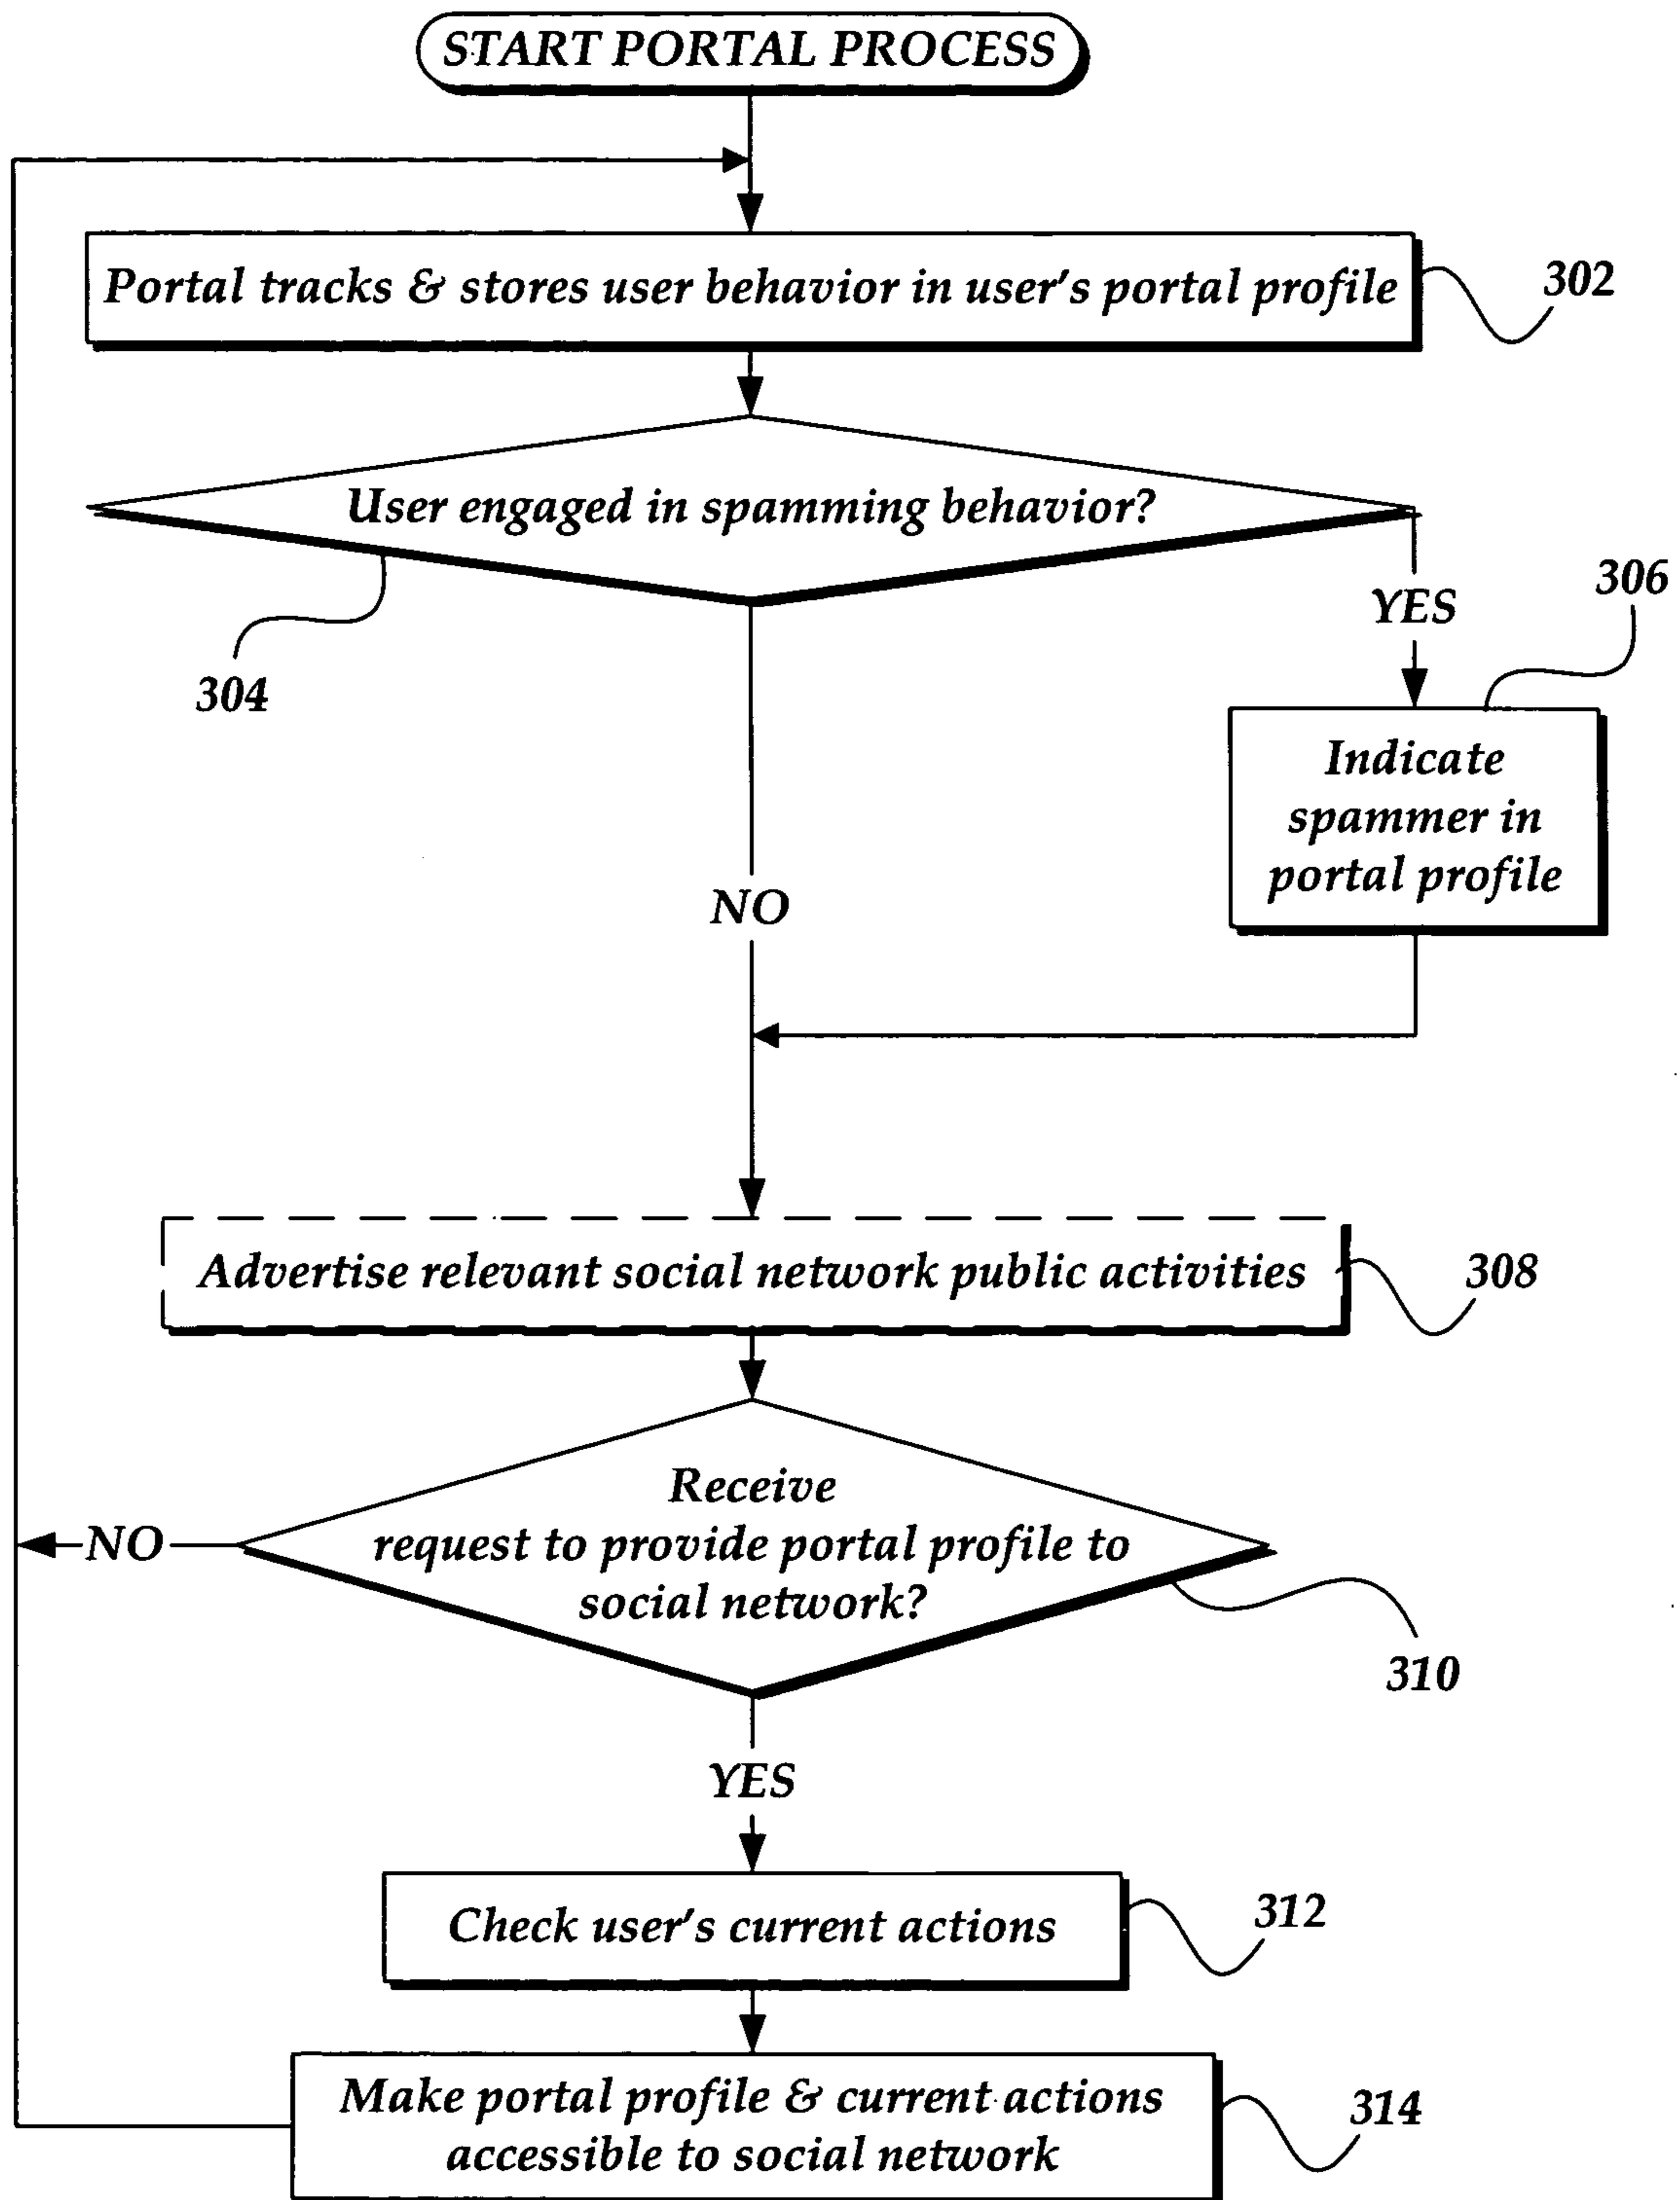 START PORTAL PROCESS
Portal tracks & stores user behavior in user's portal profile
302
User engaged in spamming behavior?
304
YES
306
Indicate
spammer in
portal profile
NO
Advertise relevant social network public activities
308
Receive
request to provide portal profile to
social network?
NO
310
YES
Check user's current actions
312
Make portal profile & current actions
accessible to social network
314